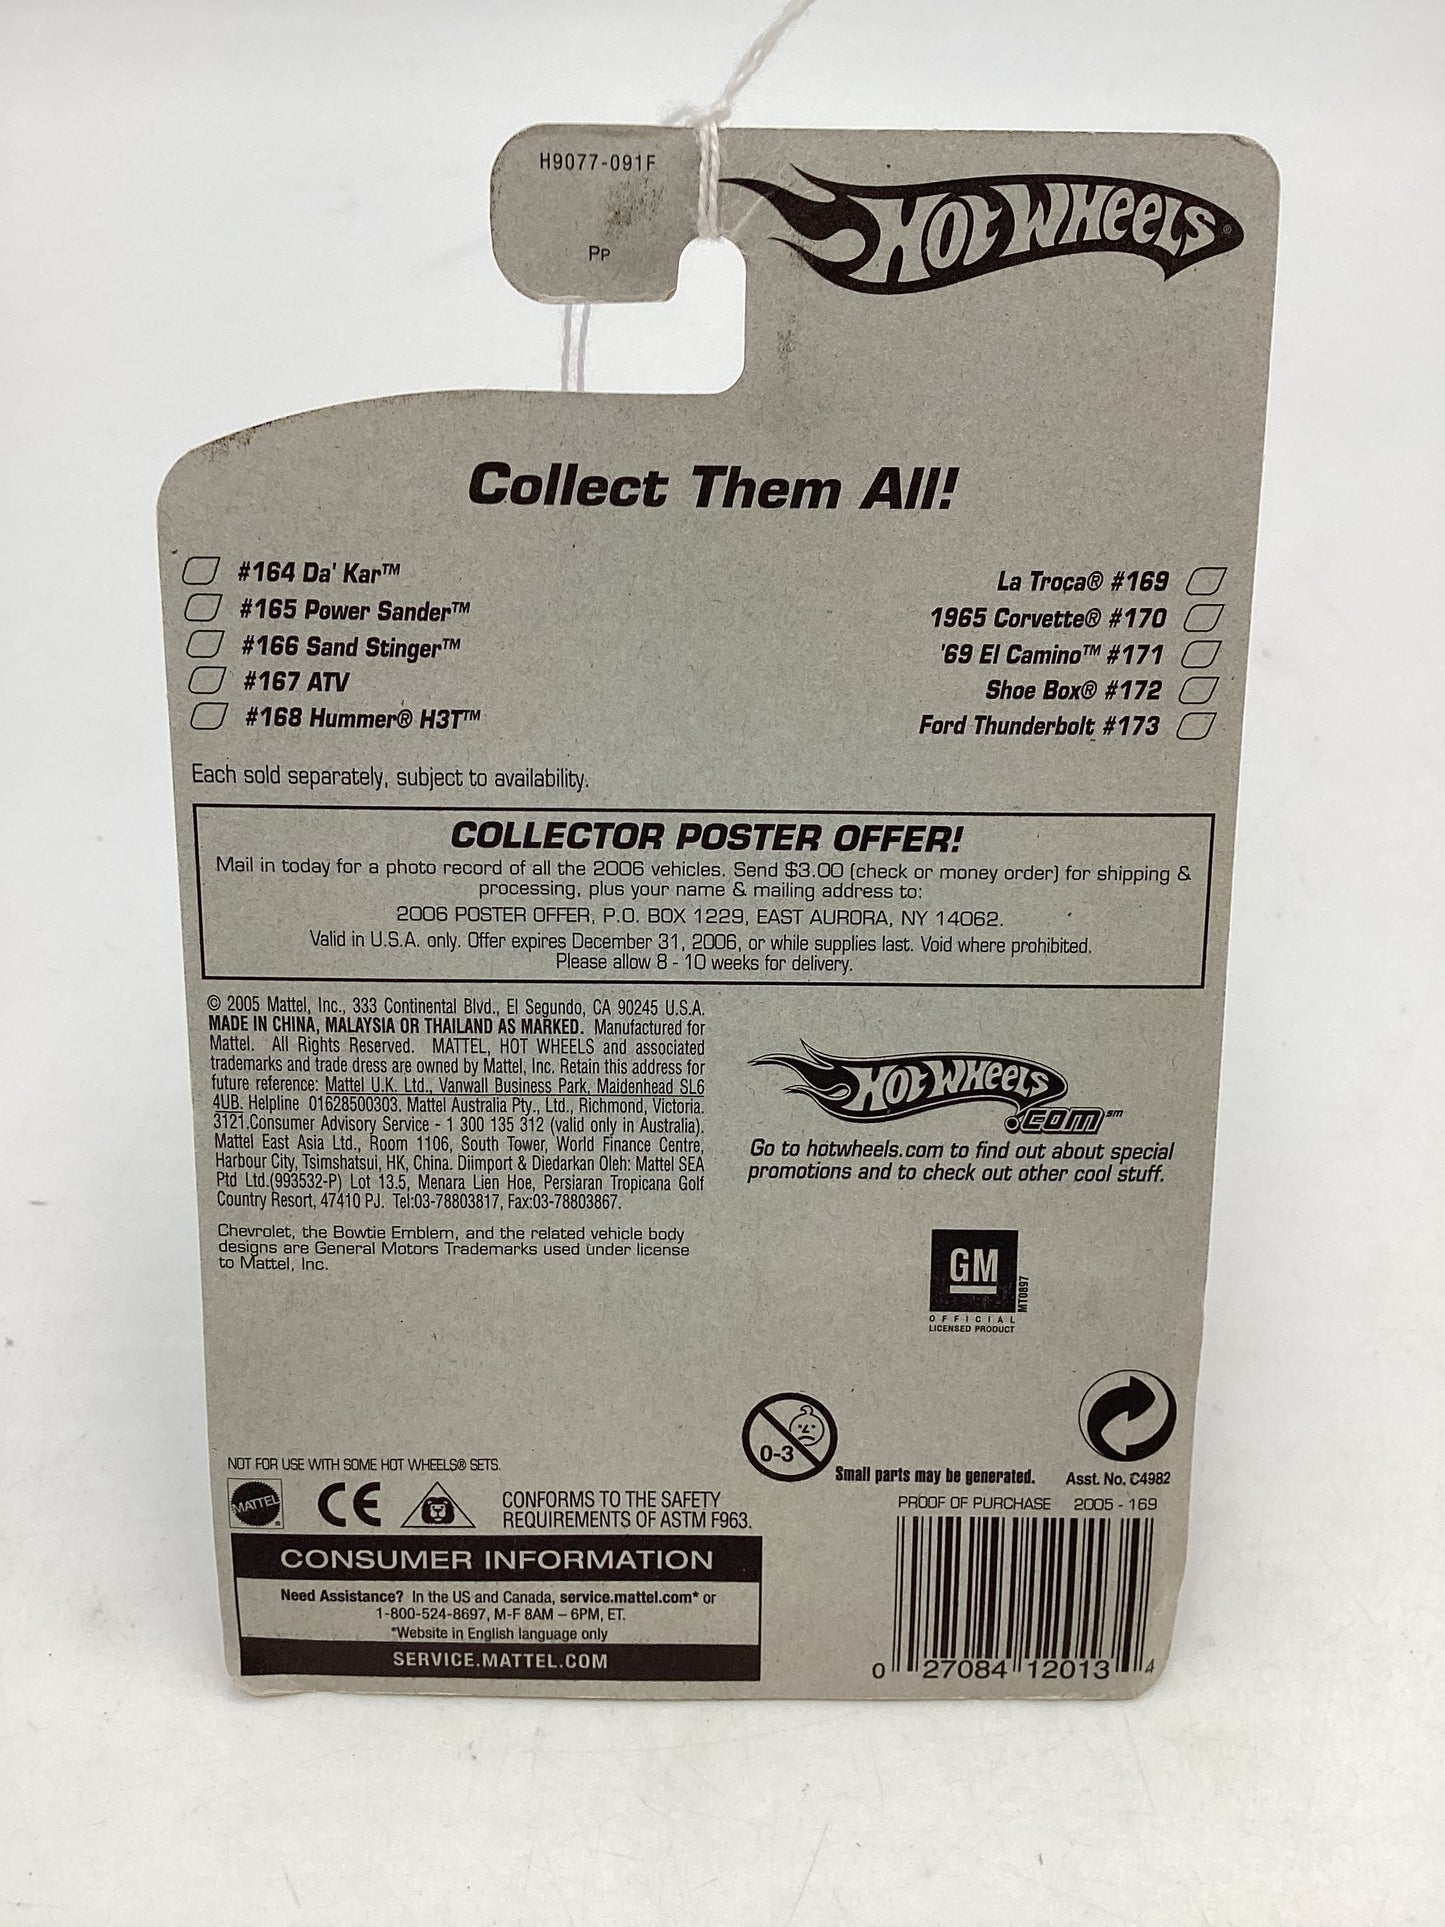 H9077-091F
PP
HOT WHEELS®
Collect Them All!
#164 Da' Kar™
#165 Power Sander™
#166 Sand Stinger™
#167 ATV
#168 Hummer® H3T™
La Troca® #169
1965 Corvette® #170
'69 El Camino™ #171
Shoe Box® #172
Ford Thunderbolt #173
Each sold separately, subject to availability.
COLLECTOR POSTER OFFER!
Mail in today for a photo record of all the 2006 vehicles. Send $3.00 (check or money order) for shipping &
processing, plus your name & mailing address to:
2006 POSTER OFFER, P.O. BOX 1229, EAST AURORA, NY 14062.
Valid in U.S.A. only. Offer expires December 31, 2006, or while supplies last. Void where prohibited.
Please allow 8 - 10 weeks for delivery.
© 2005 Mattel, Inc., 333 Continental Blvd., El Segundo, CA 90245 U.S.A.
MADE IN CHINA, MALAYSIA OR THAILAND AS MARKED. Manufactured for
Mattel. All Rights Reserved. MATTEL, HOT WHEELS and associated
trademarks and trade dress are owned by Mattel, Inc. Retain this address for
future reference: Mattel U.K. Ltd., Vanwall Business Park, Maidenhead SL6
4UB. Helpline 01628500303. Mattel Australia Pty., Ltd., Richmond, Victoria.
3121.Consumer Advisory Service - 1 300 135 312 (valid only in Australia).
Mattel East Asia Ltd., Room 1106, South Tower, World Finance Centre,
Harbour City, Tsimshatsui, HK, China. Diimport & Diedarkan Oleh: Mattel SEA
Ptd Ltd.(993532-P) Lot 13.5, Menara Lien Hoe, Persiaran Tropicana Golf
Country Resort, 47410 PJ. Tel:03-78803817, Fax:03-78803867.
Chevrolet, the Bowtie Emblem, and the related vehicle body
designs are General Motors Trademarks used under license
to Mattel, Inc.
HOT WHEELS
.COM℠
Go to hotwheels.com to find out about special
promotions and to check out other cool stuff.
GM
MT0897
OFFICIAL
LICENSED PRODUCT
0-3
Small parts may be generated.
Asst. No. C4982
NOT FOR USE WITH SOME HOT WHEELS® SETS.
MATTEL®
CE
CONFORMS TO THE SAFETY
REQUIREMENTS OF ASTM F963.
PROOF OF PURCHASE 2005 - 169
CONSUMER INFORMATION
Need Assistance? In the US and Canada, service.mattel.com* or
1-800-524-8697, M-F 8AM – 6PM, ET.
*Website in English language only
SERVICE.MATTEL.COM
0 27084 12013 4